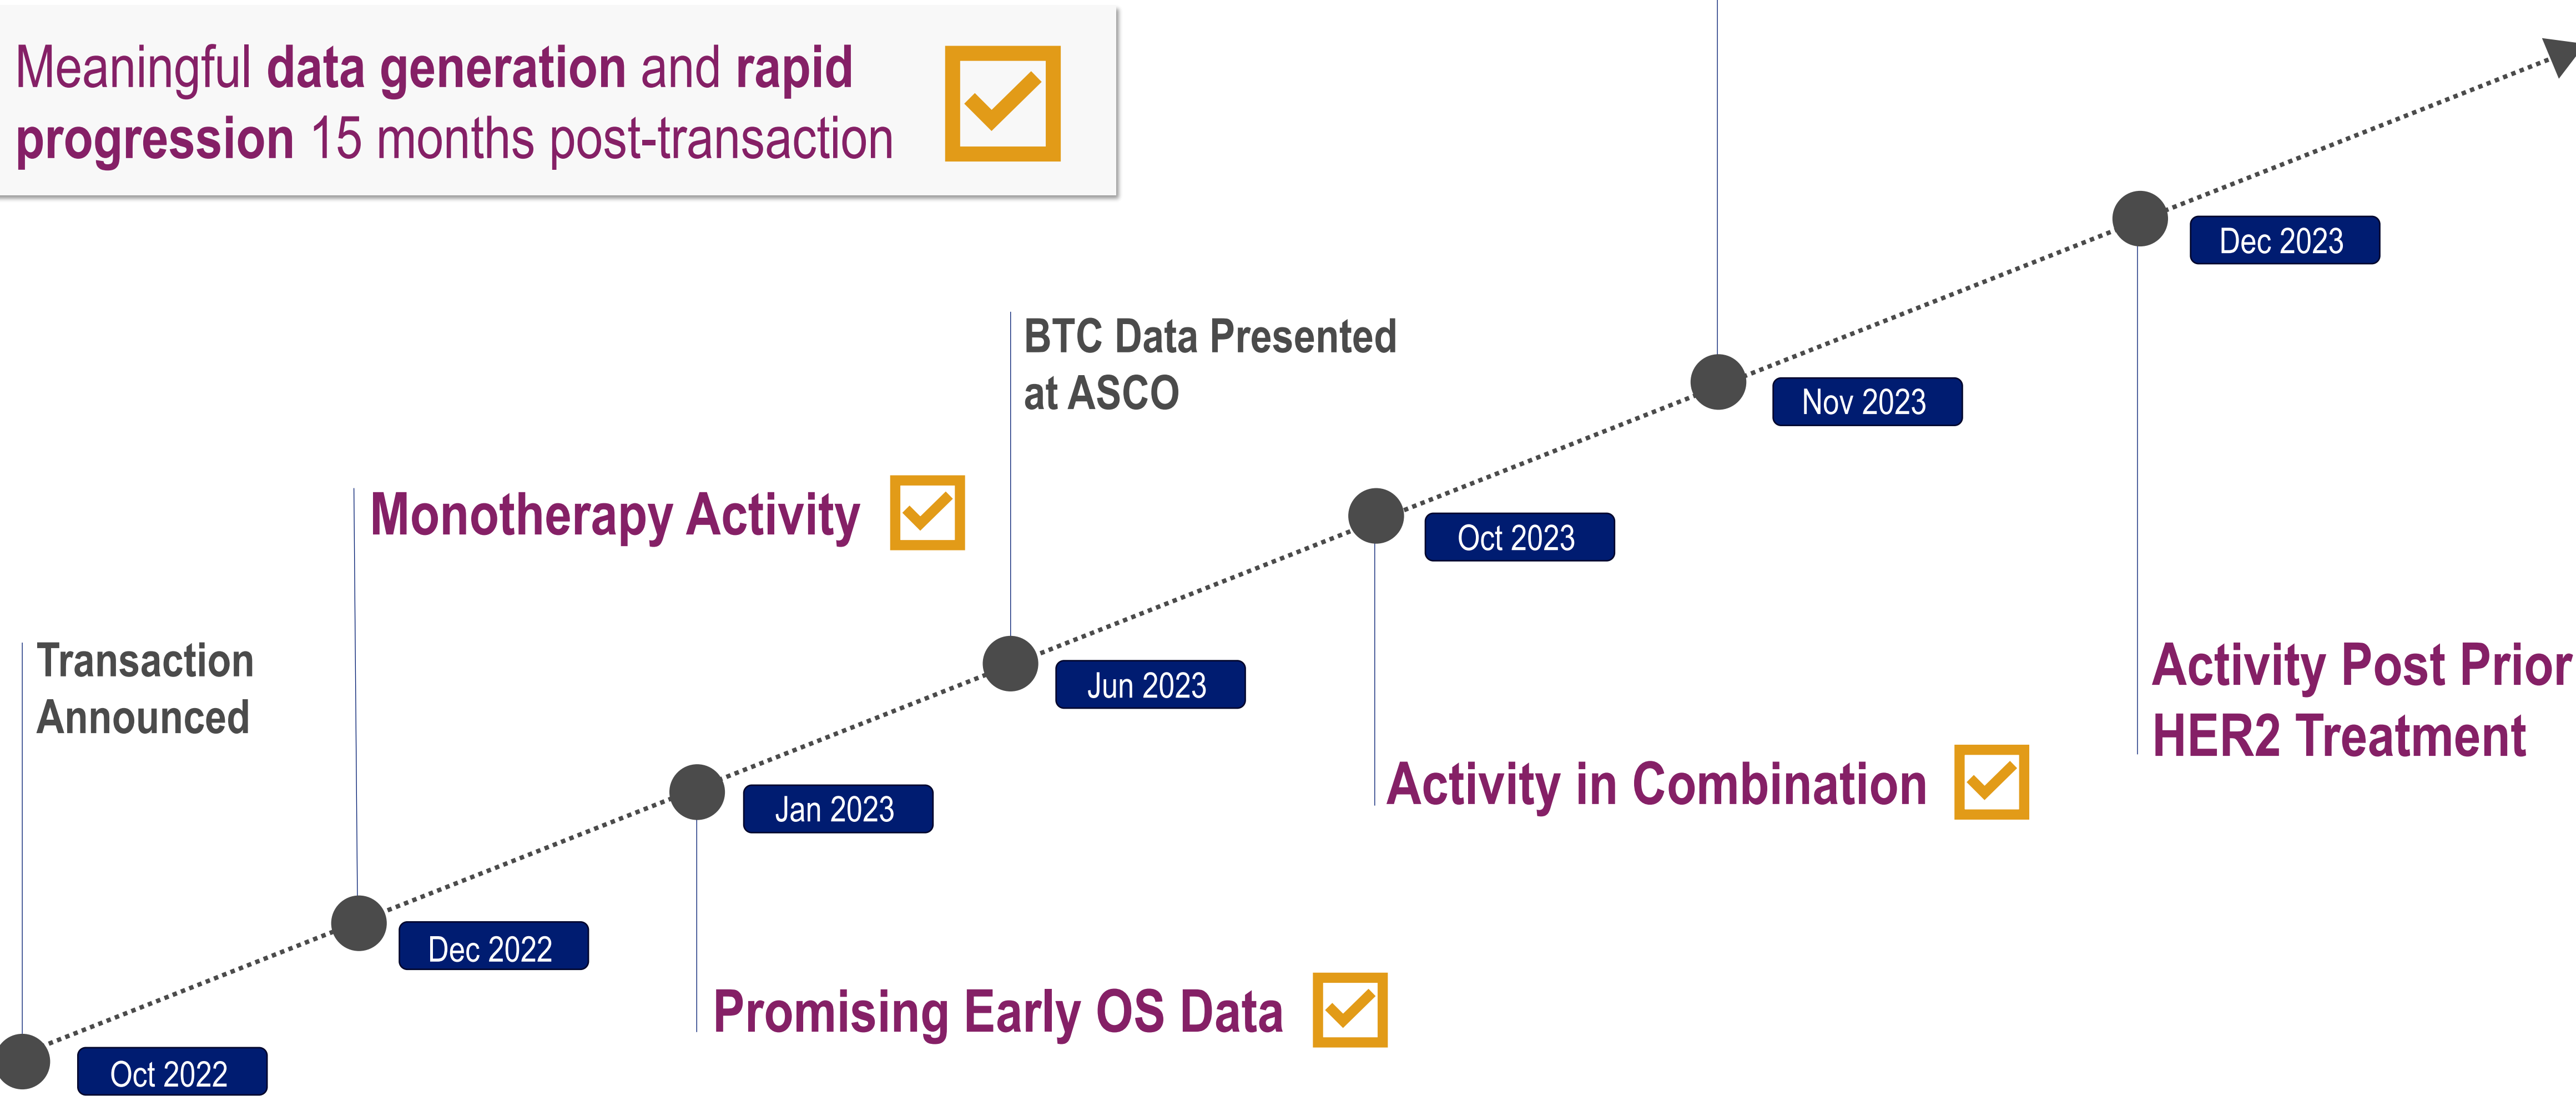 Meaningful data generation and rapid
progression 15 months post-transaction
Dec 2023
BTC Data Presented
at ASCO
Nov 2023
Monotherapy Activity
Oct 2023
Transaction
Announced
Jun 2023
Activity Post Prior
HER2 Treatment
Activity in Combination
Jan 2023
Dec 2022
Promising Early OS Data
Oct 2022